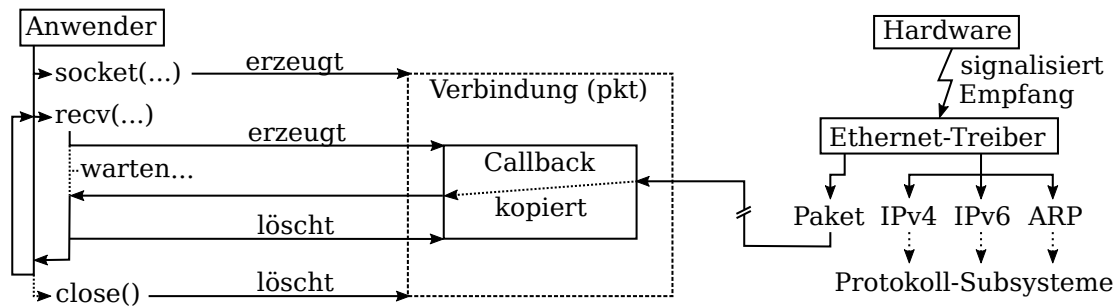 Anwender
Hardware
socket(...)
erzeugt
signalisiert
Empfang
Verbindung (pkt)
recv(...)
erzeugt
Ethernet-Treiber
warten...
Callback
kopiert
Paket
IPv4
IPv6
ARP
löscht
close()
löscht
Protokoll-Subsysteme